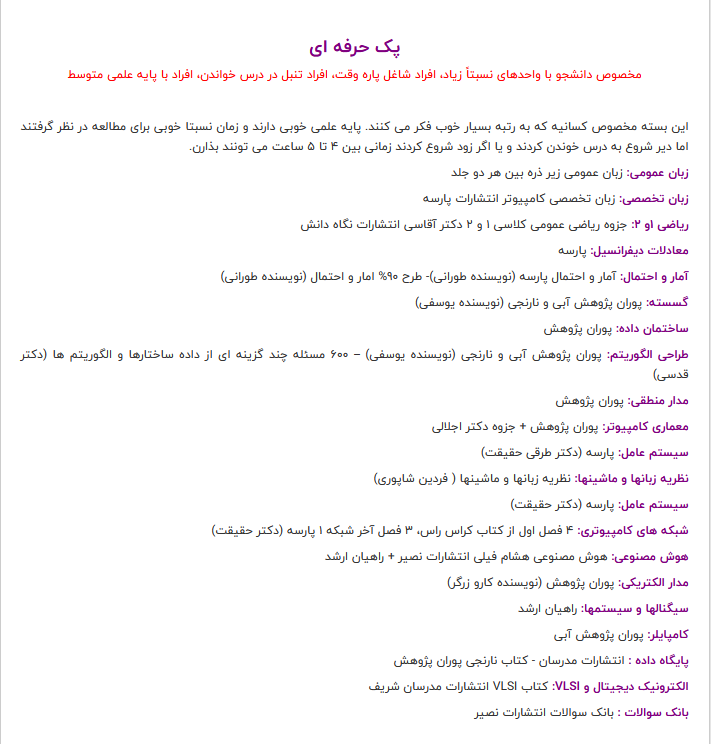 پک حرفه ای
مخصوص دانشجو با واحدهای نسبتاً زیاد، افراد شاغل پاره وقت، افراد تنبل در درس خواندن، افراد با پایه علمی متوسط
این بسته مخصوص کسانیه که به رتبه بسیار خوب فکر می کنند. پایه علمی خوبی دارند و زمان نسبتا خوبی برای مطالعه در نظر گرفتند
اما دیر شروع به درس خوندن کردند و یا اگر زود شروع کردند زمانی بین ۴ تا ۵ ساعت می تونند بذارن.
زبان عمومی: زبان عمومی زیر ذره بین هر دو جلد
زبان تخصصی: زبان تخصصی کامپیوتر انتشارات پارسه
ریاضی ۱و ۲: جزوه ریاضی عمومی کلاسی ۱ و ۲ دکتر آقاسی انتشارات نگاه دانش
معادلات دیفرانسیل: پارسه
آمار و احتمال: آمار و احتمال پارسه (نویسنده طورانی)- طرح ۹۰% امار و احتمال (نویسنده طورانی)
گسسته: پوران پژوهش آبی و نارنجی (نویسنده یوسفی)
ساختمان داده: پوران پژوهش
طراحی الگوریتم: پوران پژوهش آبی و نارنجی (نویسنده یوسفی) – ۶۰۰ مسئله چند گزینه ای از داده ساختارها و الگوریتم ها (دکتر
قدسی)
مدار منطقی: پوران پژوهش
معماری کامپیوتر: پوران پژوهش + جزوه دکتر اجلالی
سیستم عامل: پارسه (دکتر طرقی حقیقت)
نظریه زبانها و ماشینها: نظریه زبانها و ماشینها ( فردین شاپوری)
سیستم عامل: پارسه (دکتر حقیقت)
شبکه های کامپیوتری: ۴ فصل اول از کتاب کراس راس، ۳ فصل آخر شبکه ۱ پارسه (دکتر حقیقت)
هوش مصنوعی: هوش مصنوعی هشام فیلی انتشارات نصیر + راهیان ارشد
مدار الکتریکی: پوران پژوهش (نویسنده کارو زرگر)
سیگنالها و سیستمها: راهیان ارشد
کامپایلر: پوران پژوهش آبی
پایگاه داده : انتشارات مدرسان - کتاب نارنجی پوران پژوهش
الکترونیک دیجیتال و VLSI: کتاب VLSI انتشارات مدرسان شریف
بانک سوالات : بانک سوالات انتشارات نصیر